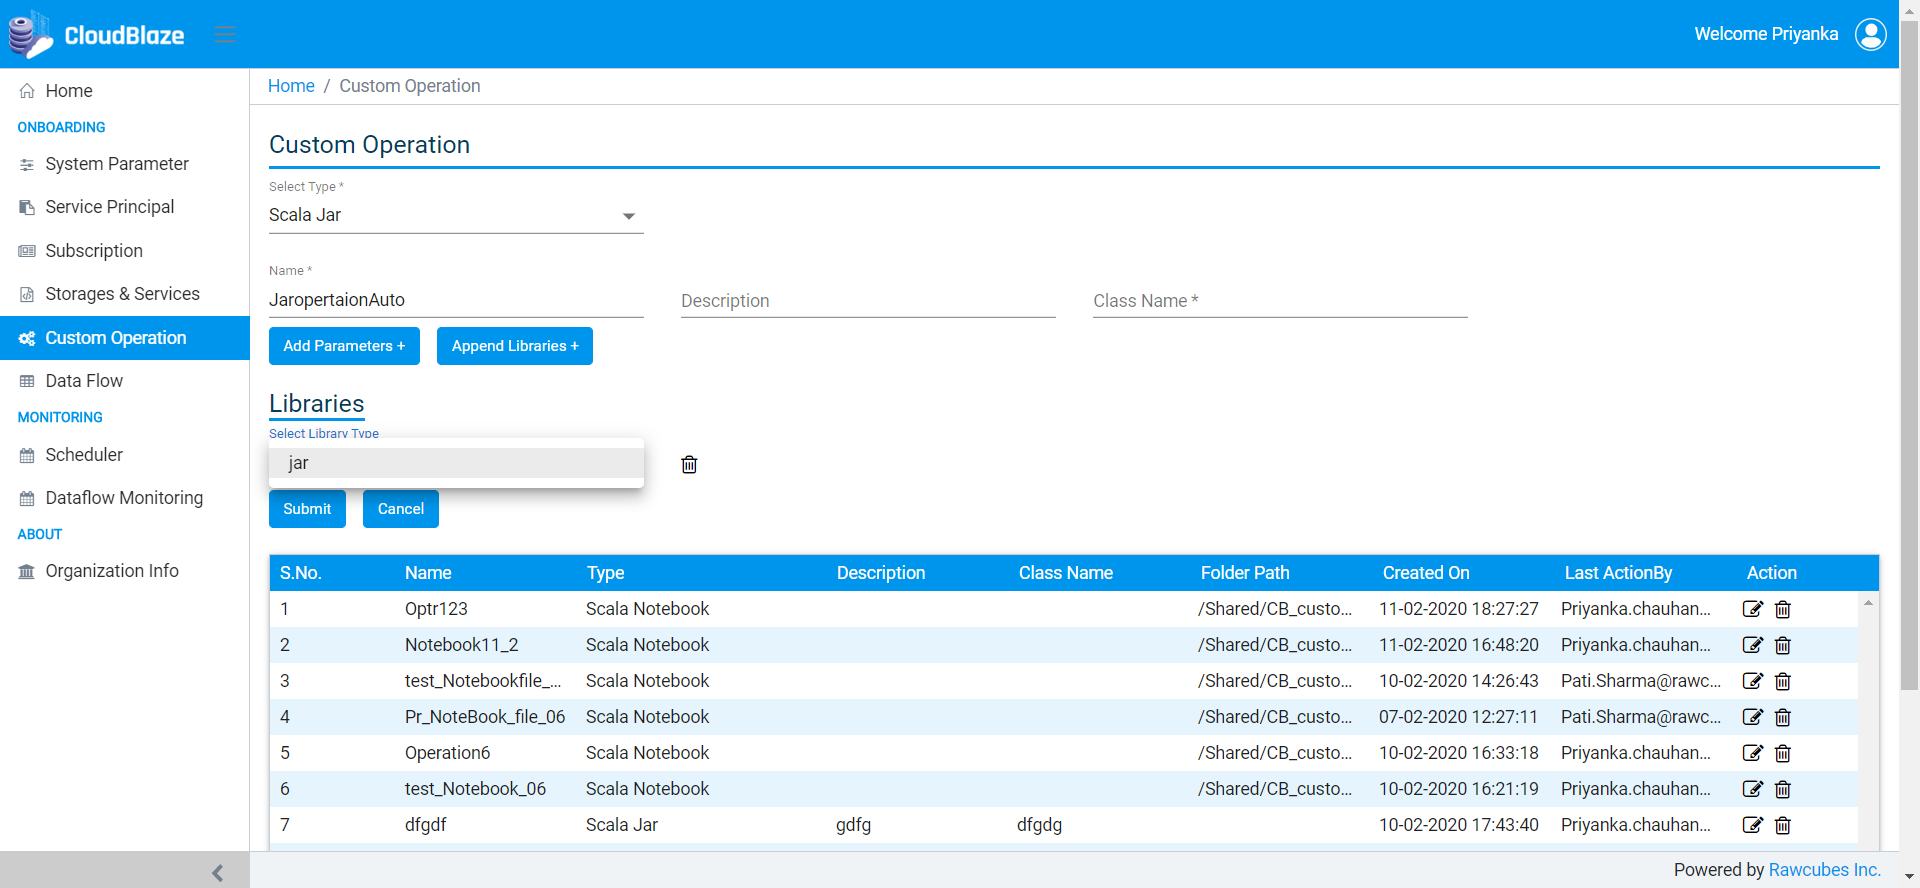 CloudBlaze
Welcome Priyanka
Home
ONBOARDING
System Parameter
Service Principal
Subscription
Storages & Services
Custom Operation
Data Flow
MONITORING
Scheduler
Dataflow Monitoring
ABOUT
Organization Info
Home / Custom Operation
Custom Operation
Select Type *
Scala Jar
Name *
JaropertaionAuto
Description
Class Name *
Add Parameters + Append Libraries +
Libraries
Select Library Type
jar
Submit Cancel
S.No. Name Type Description Class Name Folder Path Created On Last ActionBy Action
1 Optr123 Scala Notebook /Shared/CB_custo... 11-02-2020 18:27:27 Priyanka.chauhan...
2 Notebook11_2 Scala Notebook /Shared/CB_custo... 11-02-2020 16:48:20 Priyanka.chauhan...
3 test_Notebookfile_... Scala Notebook /Shared/CB_custo... 10-02-2020 14:26:43 Pati.Sharma@rawc...
4 Pr_NoteBook_file_06 Scala Notebook /Shared/CB_custo... 07-02-2020 12:27:11 Pati.Sharma@rawc...
5 Operation6 Scala Notebook /Shared/CB_custo... 10-02-2020 16:33:18 Priyanka.chauhan...
6 test_Notebook_06 Scala Notebook /Shared/CB_custo... 10-02-2020 16:21:19 Priyanka.chauhan...
7 dfgdf Scala Jar gdfg dfgdg 10-02-2020 17:43:40 Priyanka.chauhan...
Powered by Rawcubes Inc.